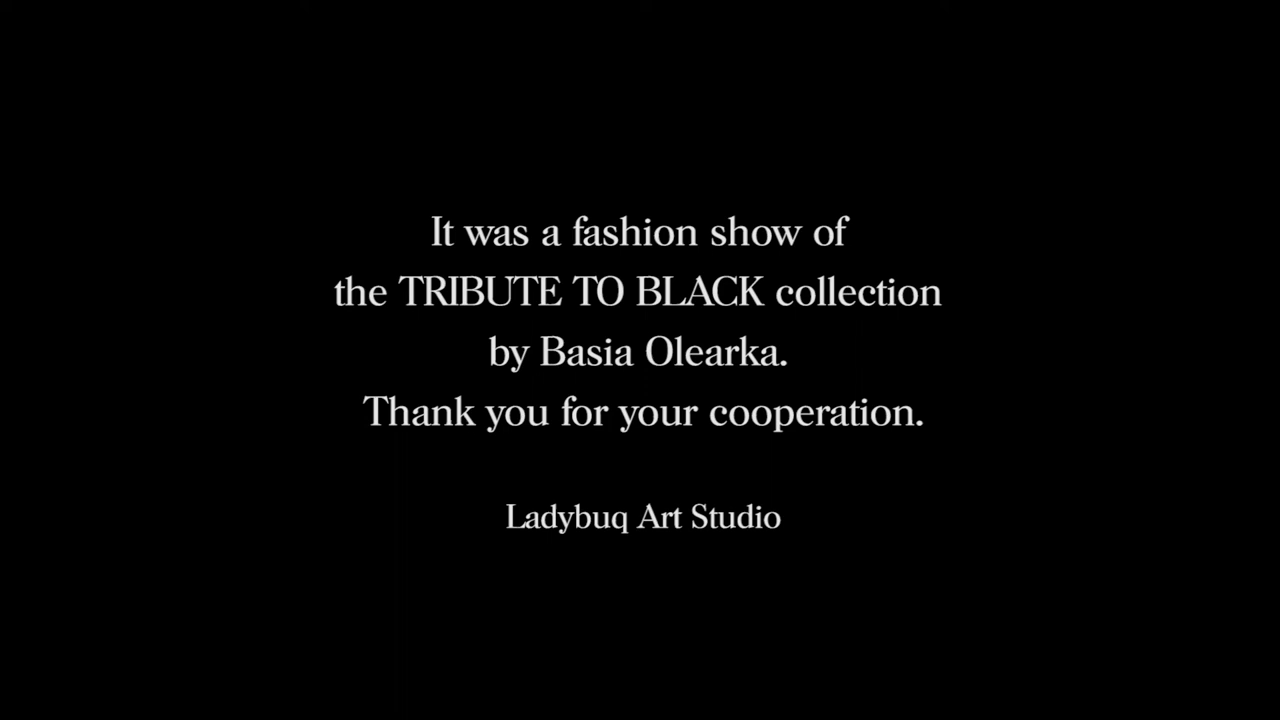 It was a fashion show of
the TRIBUTE TO BLACK collection
by Basia Olearka.
Thank you for your cooperation.
Ladybuq Art Studio